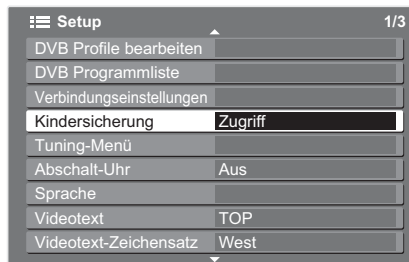 Setup 1/3
DVB Profile bearbeiten
DVB Programmliste
Verbindungseinstellungen
Kindersicherung Zugriff
Tuning-Menü
Abschalt-Uhr Aus
Sprache
Videotext TOP
Videotext-Zeichensatz West